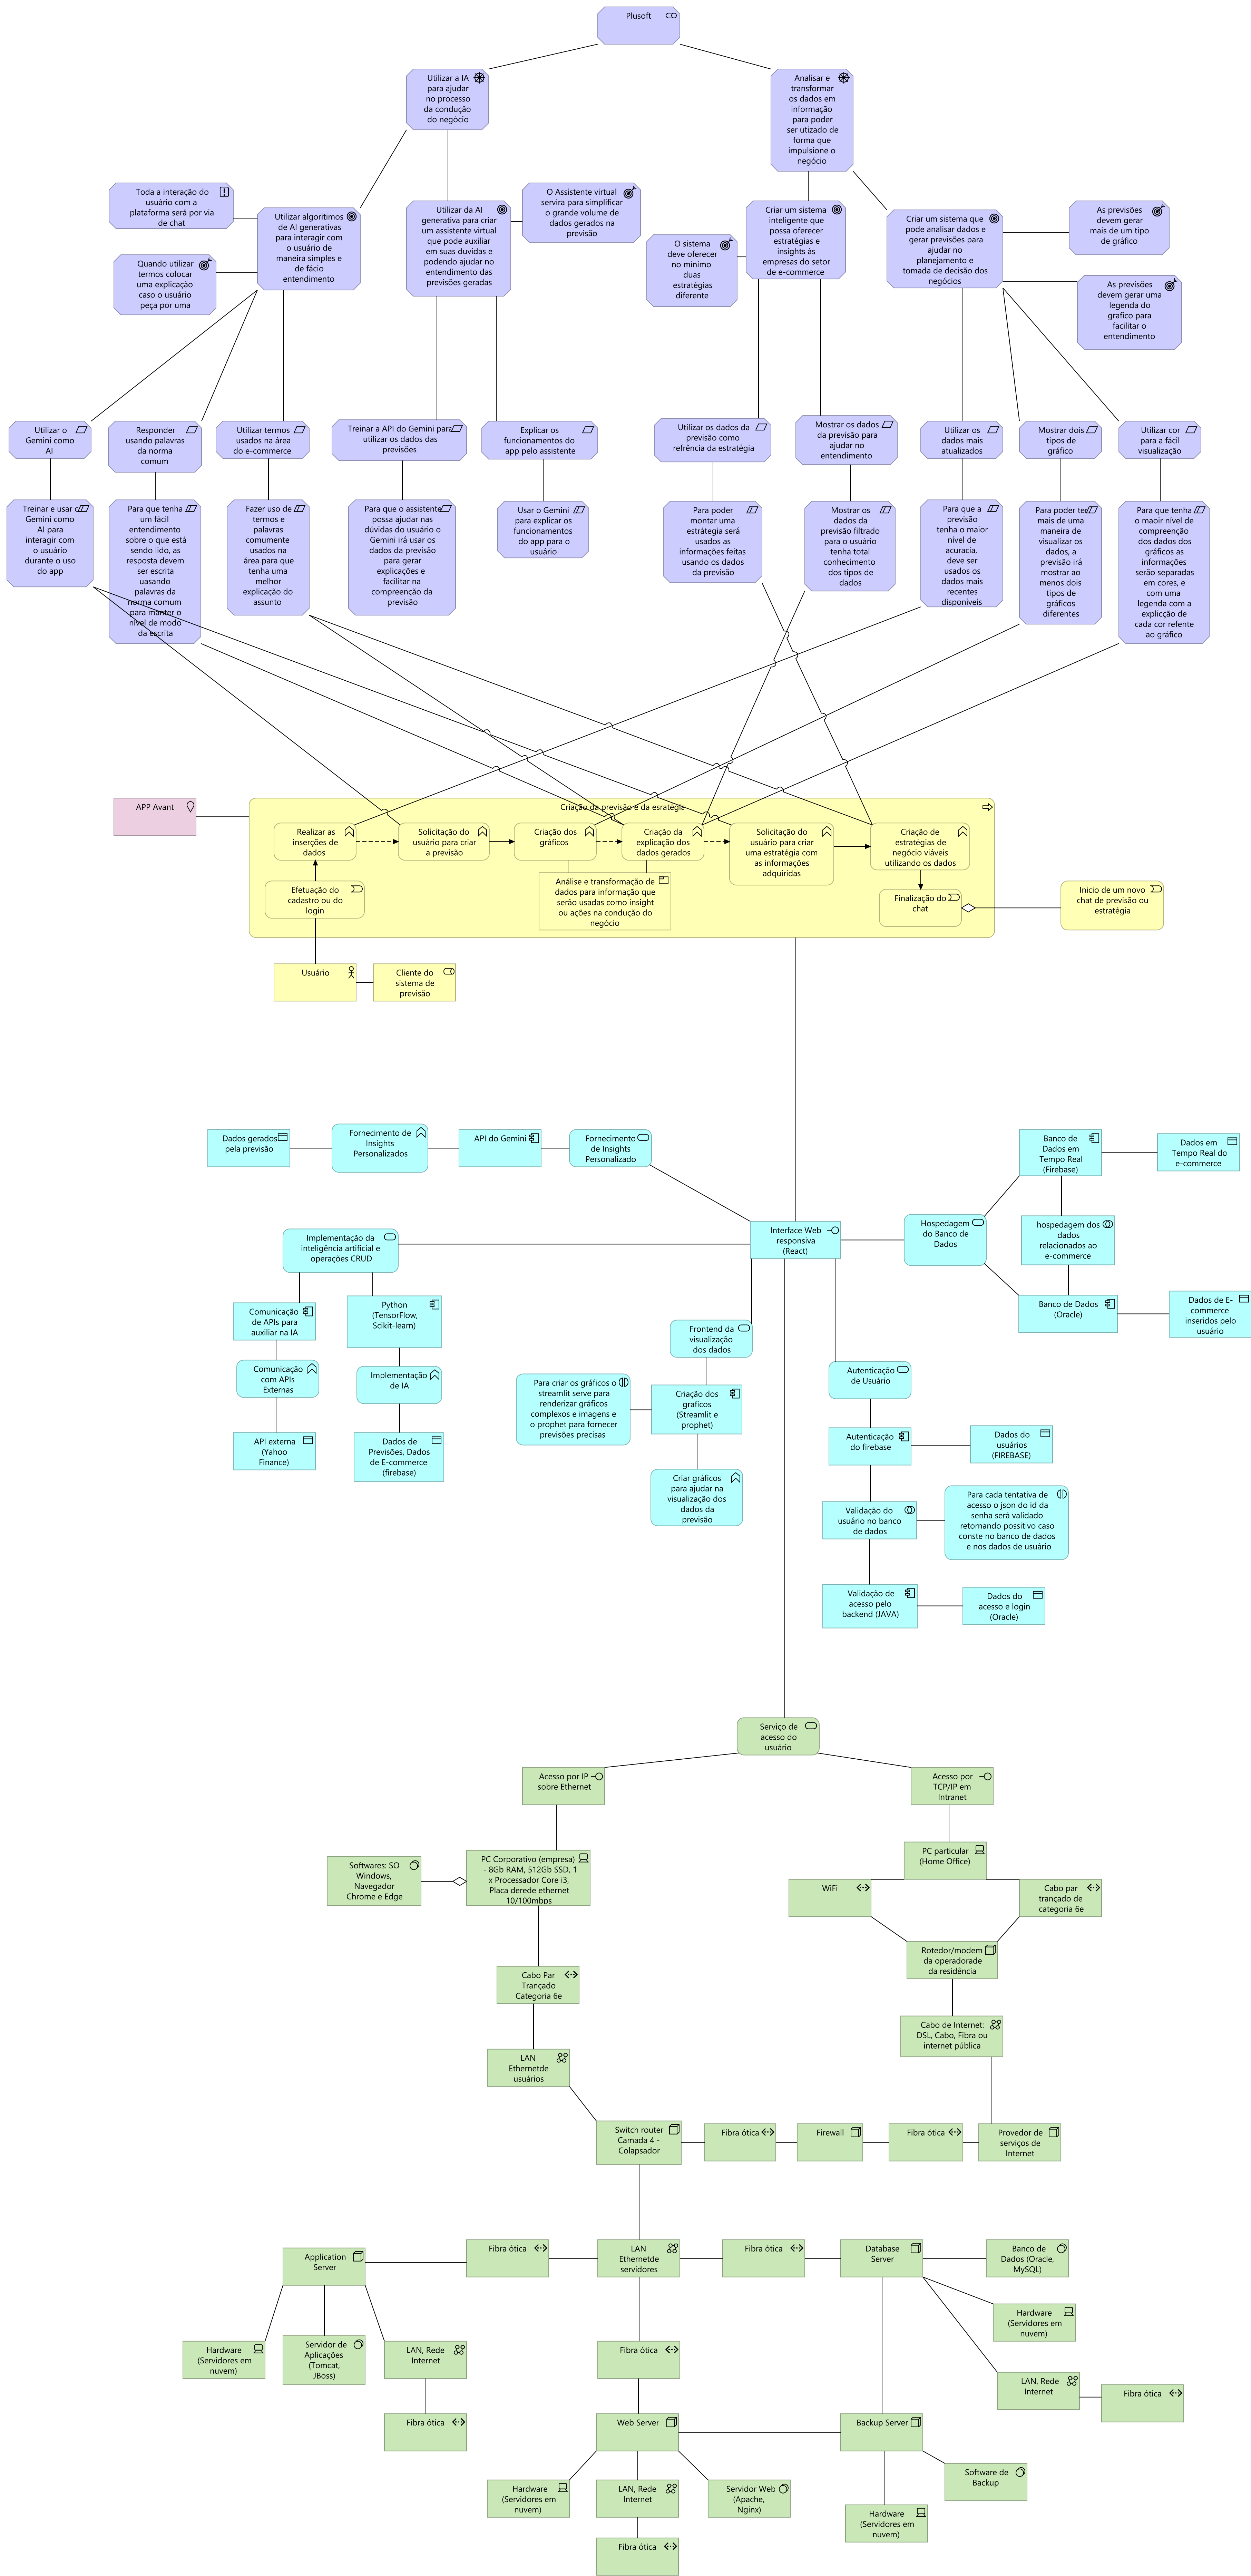 Plusoft
Utilizar a IA
para ajudar
no processo
da condução
do negócio
Analisar e
transformar
os dados em
informação
para poder
ser utizado de
forma que
impulsione o
negócio
Toda a interação do
usuário com a
plataforma será por via
de chat
Utilizar algoritimos
de AI generativas
para interagir com
o usuário de
maneira simples e
de fácio
entendimento
Quando utilizar
termos colocar
uma explicação
caso o usuário
peça por uma
Utilizar da AI
generativa para criar
um assistente virtual
que pode auxiliar
em suas duvidas e
podendo ajudar no
entendimento das
previsões geradas
O Assistente virtual
servira para simplificar
o grande volume de
dados gerados na
previsão
O sistema
deve oferecer
no minimo
duas
estratégias
diferente
Criar um sistema
inteligente que
possa oferecer
estratégias e
insights às
empresas do setor
de e-commerce
Criar um sistema que
pode analisar dados e
gerar previsões para
ajudar no
planejamento e
tomada de decisão dos
negócios
As previsões
devem gerar
mais de um tipo
de gráfico
As previsões
devem gerar uma
legenda do
grafico para
facilitar o
entendimento
Utilizar o
Gemini como
AI
Responder
usando palavras
da norma
comum
Utilizar termos
usados na área
do e-commerce
Treinar a API do Gemini para
utilizar os dados das
previsões
Explicar os
funcionamentos do
app pelo assistente
Utilizar os dados da
previsão como
refrência da estratégia
Mostrar os dados
da previsão para
ajudar no
entendimento
Utilizar os
dados mais
atualizados
Mostrar dois
tipos de
gráfico
Utilizar cor
para a fácil
visualização
Treinar e usar o
Gemini como
AI para
interagir com
o usuário
durante o uso
do app
Para que tenha
um fácil
entendimento
sobre o que está
sendo lido, as
resposta devem
ser escrita
uasando
palavras da
norma comum
para manter o
nível de modo
da escrita
Fazer uso de
termos e
palavras
comumente
usados na
área para que
tenha uma
melhor
explicação do
assunto
Para que o assistente
possa ajudar nas
dúvidas do usuário o
Gemini irá usar os
dados da previsão
para gerar
explicações e
facilitar na
compreenção da
previsão
Usar o Gemini
para explicar os
funcionamentos
do app para o
usuário
Para poder
montar uma
estrátegia será
usados as
informações feitas
usando os dados
da previsão
Mostrar os
dados da
previsão filtrado
para o usuário
tenha total
conhecimento
dos tipos de
dados
Para que a
previsão
tenha o maior
nível de
acuracia,
deve ser
usados os
dados mais
recentes
disponíveis
Para poder ter
mais de uma
maneira de
visualizar os
dados, a
previsão irá
mostrar ao
menos dois
tipos de
gráficos
diferentes
Para que tenha
o maoir nível de
compreenção
dos dados dos
gráficos as
informações
serão separadas
em cores, e
com uma
legenda com a
explicção de
cada cor refente
ao gráfico
APP Avant
Criação da previsão e da esratégia
Realizar as
inserções de
dados
Solicitação do
usuário para criar
a previsão
Criação dos
gráficos
Criação da
explicação dos
dados gerados
Solicitação do
usuário para criar
uma estratégia com
as informações
adquiridas
Criação de
estratégias de
negócio viáveis
utilizando os dados
Efetuação do
cadastro ou do
login
Análise e transformação de
dados para informação que
serão usadas como insight
ou ações na condução do
negócio
Finalização do
chat
Inicio de um novo
chat de previsão ou
estratégia
Usuário
Cliente do
sistema de
previsão
Dados gerados
pela previsão
Fornecimento de
Insights
Personalizados
API do Gemini
Fornecimento
de Insights
Personalizado
Banco de
Dados em
Tempo Real
(Firebase)
Dados em
Tempo Real do
e-commerce
Implementação da
inteligência artificial e
operações CRUD
Interface Web
responsiva
(React)
Hospedagem
do Banco de
Dados
hospedagem dos
dados
relacionados ao
e-commerce
Comunicação
de APIs para
auxiliar na IA
Python
(TensorFlow,
Scikit-learn)
Banco de Dados
(Oracle)
Dados de E-
commerce
inseridos pelo
usuário
Frontend da
visualização
dos dados
Comunicação
com APIs
Externas
Implementação
de IA
Para criar os gráficos o
streamlit serve para
renderizar gráficos
complexos e imagens e
o prophet para fornecer
previsões precisas
Criação dos
graficos
(Streamlit e
prophet)
Autenticação
de Usuário
API externa
(Yahoo
Finance)
Dados de
Previsões, Dados
de E-commerce
(firebase)
Autenticação
do firebase
Dados do
usuários
(FIREBASE)
Criar gráficos
para ajudar na
visualização dos
dados da
previsão
Validação do
usuário no banco
de dados
Para cada tentativa de
acesso o json do id da
senha será validado
retornando possitivo caso
conste no banco de dados
e nos dados de usuário
Validação de
acesso pelo
backend (JAVA)
Dados do
acesso e login
(Oracle)
Serviço de
acesso do
usuário
Acesso por IP
sobre Ethernet
Acesso por
TCP/IP em
Intranet
Softwares: SO
Windows,
Navegador
Chrome e Edge
PC Corporativo (empresa)
- 8Gb RAM, 512Gb SSD, 1
x Processador Core i3,
Placa derede ethernet
10/100mbps
PC particular
(Home Office)
WiFi
Cabo par
trançado de
categoria 6e
Rotedor/modem
da operadorade
da residência
Cabo Par
Trançado
Categoria 6e
Cabo de Internet:
DSL, Cabo, Fibra ou
internet pública
LAN
Ethernetde
usuários
Switch router
Camada 4 -
Colapsador
Fibra ótica
Firewall
Fibra ótica
Provedor de
serviços de
Internet
Application
Server
Fibra ótica
LAN
Ethernetde
servidores
Fibra ótica
Database
Server
Banco de
Dados (Oracle,
MySQL)
Hardware
(Servidores em
nuvem)
Hardware
(Servidores em
nuvem)
Servidor de
Aplicações
(Tomcat,
JBoss)
LAN, Rede
Internet
Fibra ótica
LAN, Rede
Internet
Fibra ótica
Fibra ótica
Web Server
Backup Server
Hardware
(Servidores em
nuvem)
LAN, Rede
Internet
Servidor Web
(Apache,
Nginx)
Software de
Backup
Hardware
(Servidores em
nuvem)
Fibra ótica